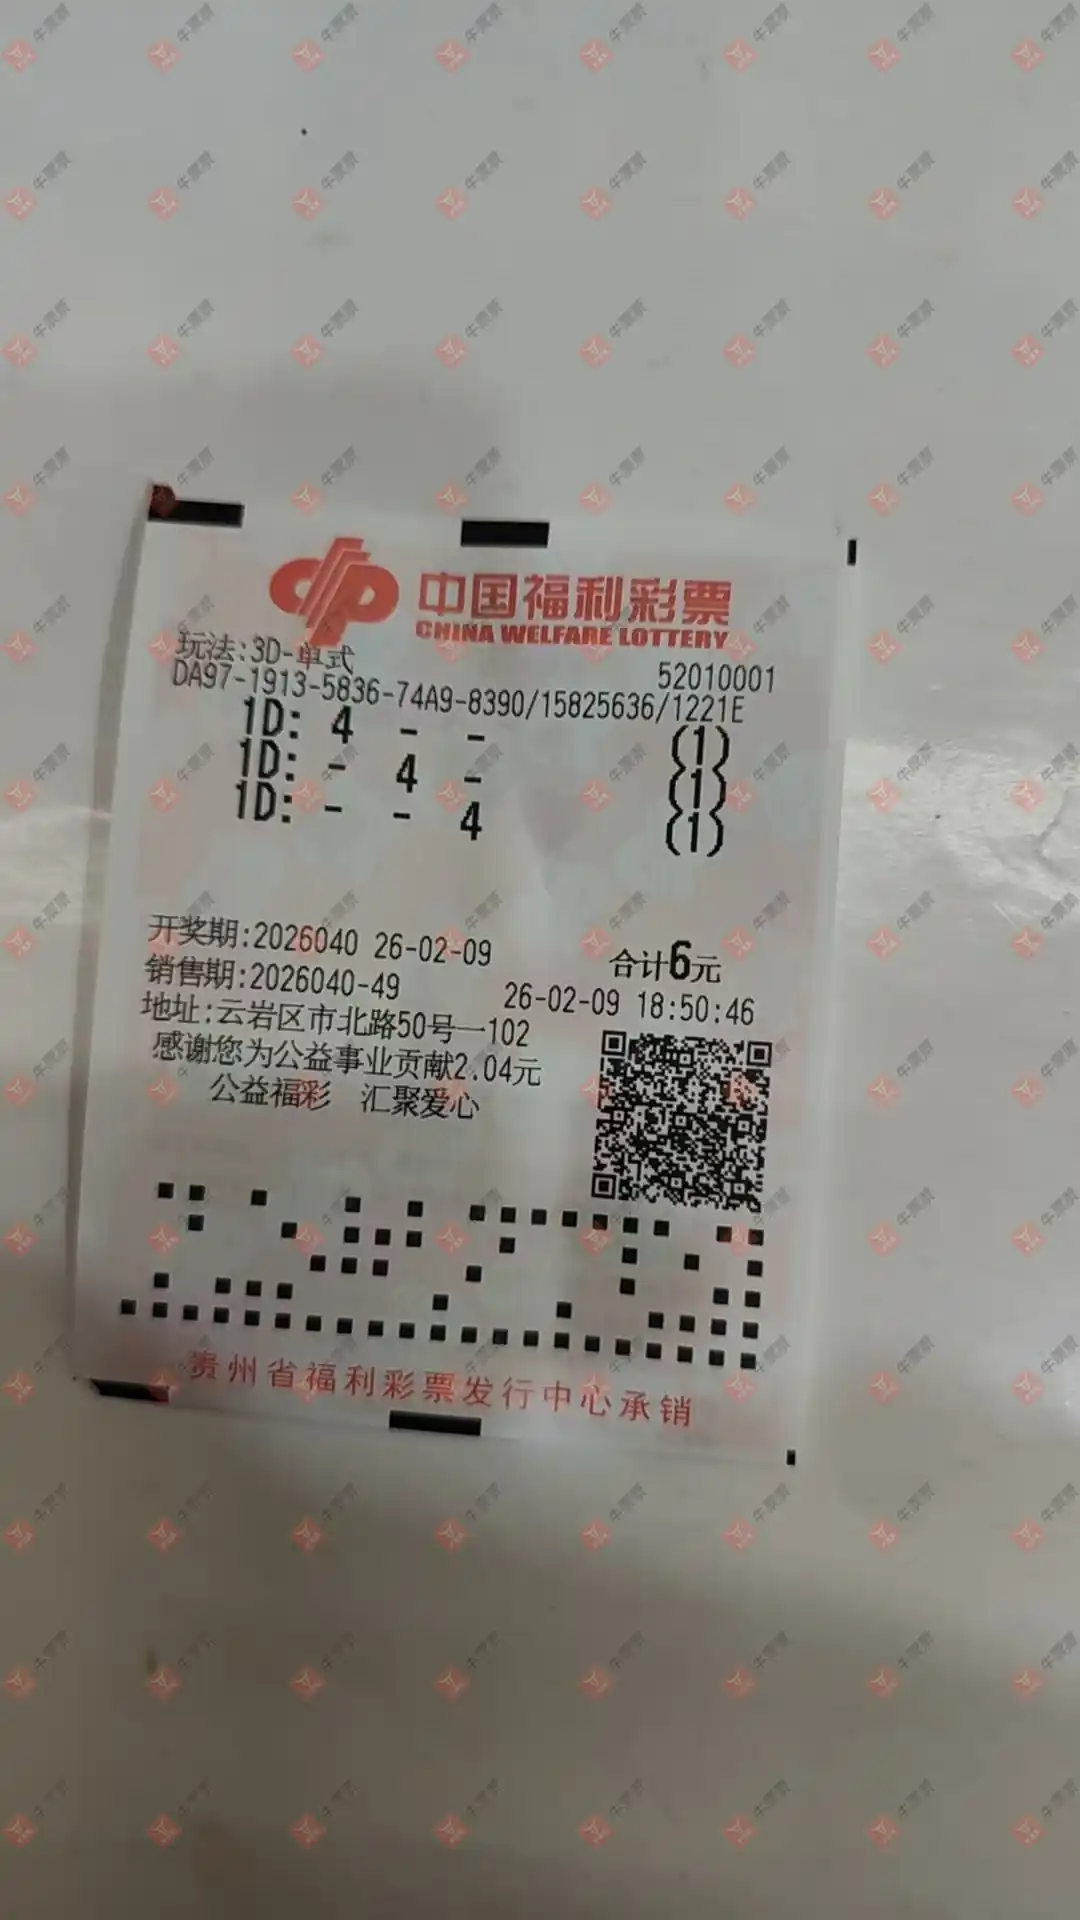 中国福利彩票
CHINA WELFARE LOTTERY
玩法:3D-单式
52010001
DA97-1913-5836-74A9-8390/15825636/1221E
1D: 4 - - (1)
1D: - 4 - (1)
1D: - - 4 (1)
开奖期:2026040 26-02-09
合计6元
销售期:2026040-49
26-02-09 18:50:46
地址:云岩区市北路50号一102
感谢您为公益事业贡献2.04元
公益福彩 汇聚爱心
贵州省福利彩票发行中心承销